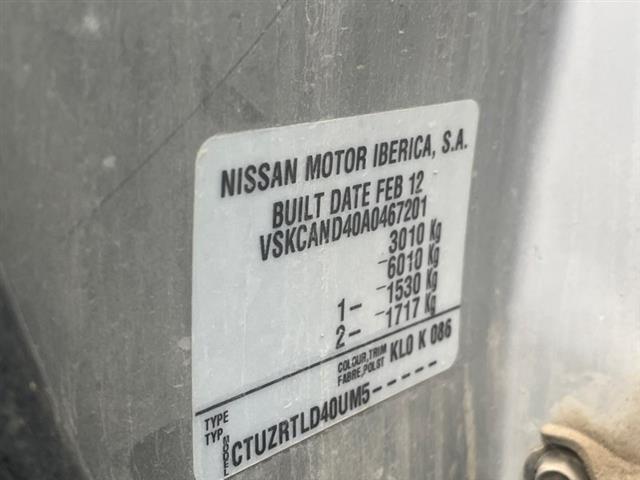 NISSAN MOTOR IBERICA, S.A.
BUILT DATE FEB 12
VSKCAND40A0467201
3010 Kg
-6010 Kg
1- -1530 Kg
2- -1717 Kg
COLOUR,TRIM KL0 K 086
FABRE,POLST
TYPE
TYP
MODEL CTUZRTLD40UM5-----